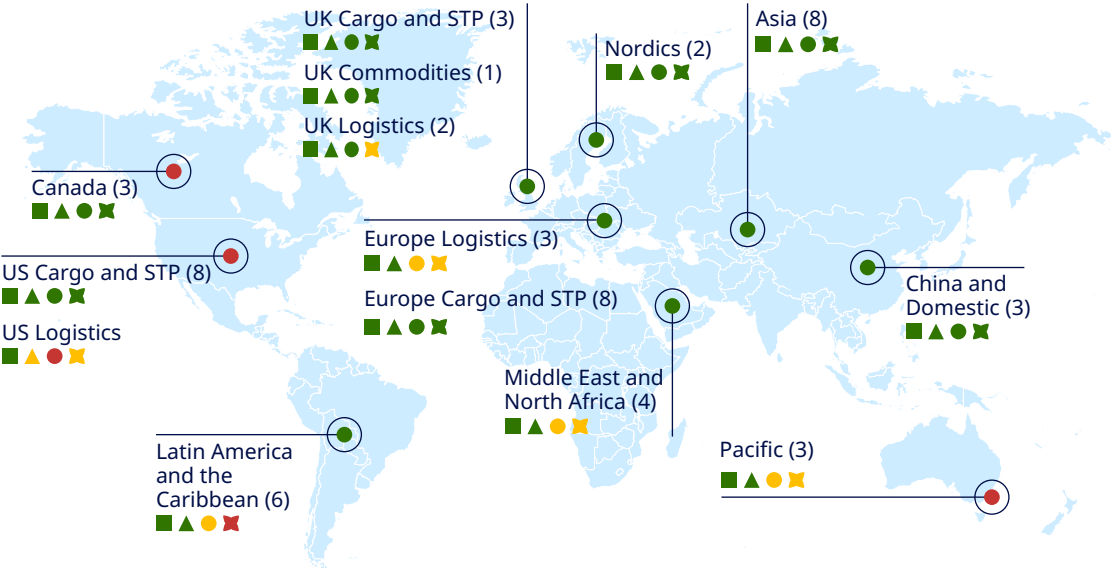 UK Cargo and STP (3)
UK Commodities (1)
UK Logistics (2)
Nordics (2)
Asia (8)
Canada (3)
US Cargo and STP (8)
US Logistics
Europe Logistics (3)
Europe Cargo and STP (8)
China and
Domestic (3)
Middle East and
North Africa (4)
Latin America
and the
Caribbean (6)
Pacific (3)